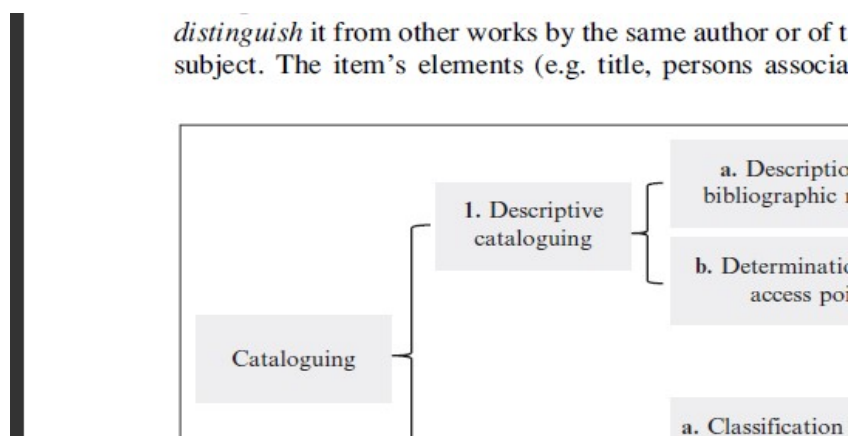 distinguish it from other works by the same author or of t
subject. The item's elements (e.g. title, persons associa
a. Descriptio
bibliographic
1. Descriptive
cataloguing
b. Determinatio
access poi
Cataloguing
a. Classification